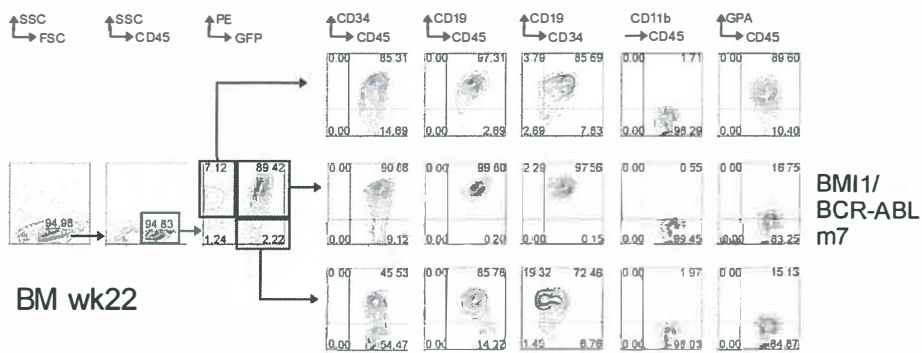 SSC SSC PE CD34 CD19 CD19 CD11b GPA
FSC CD45 GFP CD45 CD45 CD34 CD45 CD45
0.00 85.31 0.00 97.31 3.79 85.69 0.00 1.71 0.00 89.60
0.00 14.69 0.00 2.69 2.69 7.83 0.00 98.29 0.00 10.40
94.98 94.83 7.12 89.42 0.00 90.88 0.00 99.80 2.29 97.56 0.00 0.55 0.00 16.75
1.24 2.22 0.00 9.12 0.00 0.20 0.00 0.15 0.00 99.45 0.00 83.25
BMI1/
BCR-ABL
m7
BM wk22
0.00 45.53 0.00 85.78 19.32 72.46 0.00 1.97 0.00 15.13
0.00 54.47 0.00 14.22 1.45 6.76 0.00 98.03 0.00 84.87